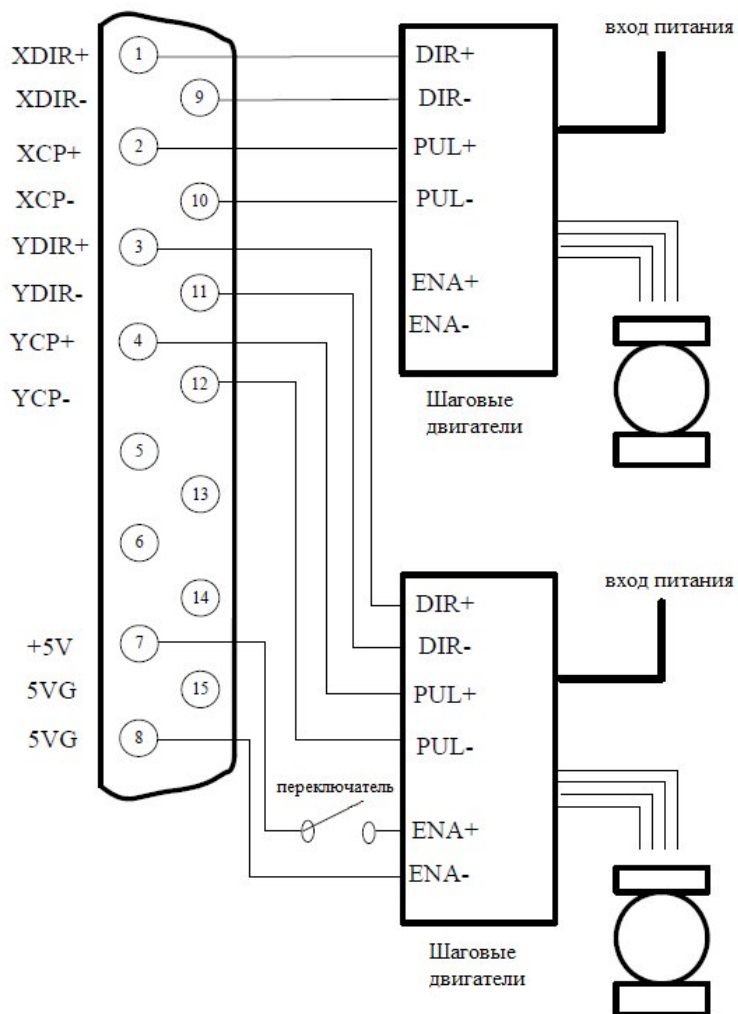 XDIR+
1
XDIR-
9
XCP+
2
XCP-
10
YDIR+
3
YDIR-
11
YCP+
4
YCP-
12
5
13
6
14
+5V
7
5VG
15
5VG
8
DIR+
DIR-
PUL+
PUL-
ENA+
ENA-
Шаговые
двигатели
вход питания
DIR+
DIR-
PUL+
PUL-
переключатель
ENA+
ENA-
Шаговые
двигатели
вход питания